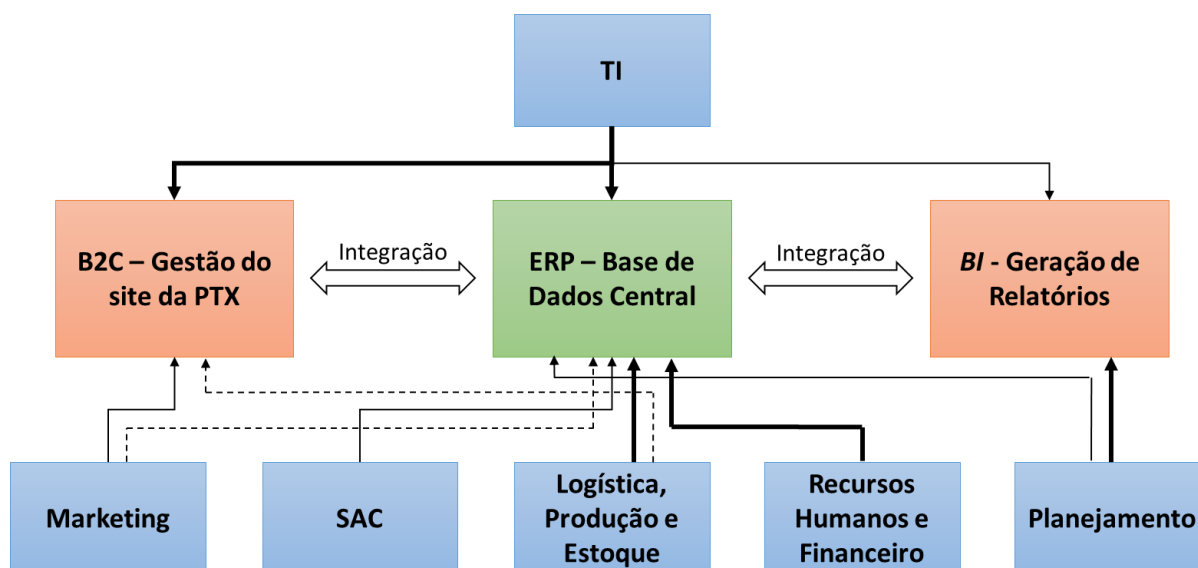 TI
B2C – Gestão do
site da PTX
Integração
ERP – Base de
Dados Central
Integração
BI - Geração de
Relatórios
Marketing
SAC
Logística,
Produção e
Estoque
Recursos
Humanos e
Financeiro
Planejamento